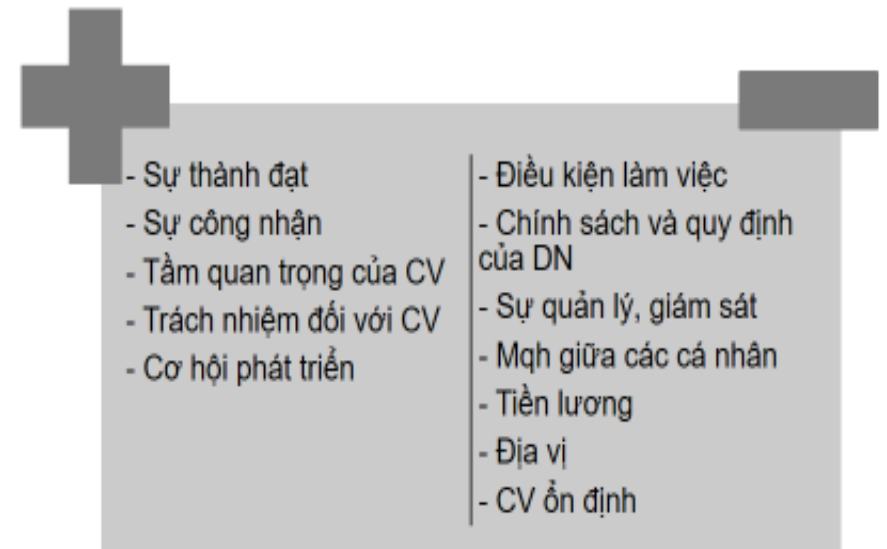 - Sự thành đạt
- Sự công nhận
- Tầm quan trọng của CV
- Trách nhiệm đối với CV
- Cơ hội phát triển
- Điều kiện làm việc
- Chính sách và quy định
của DN
- Sự quản lý, giám sát
- Mqh giữa các cá nhân
- Tiền lương
- Địa vị
- CV ổn định